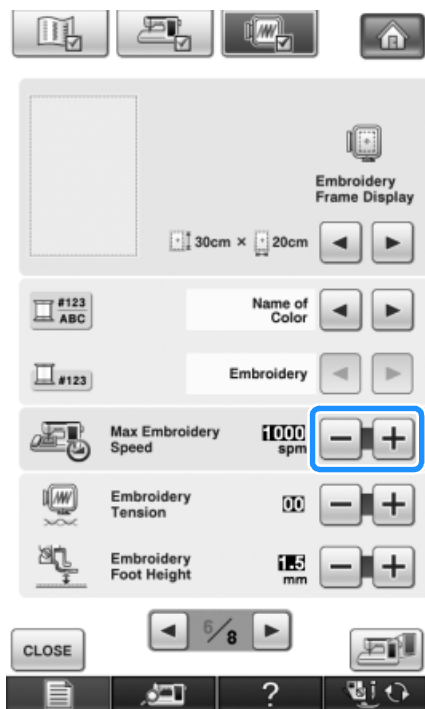 Embroidery
Frame Display
30cm × 20cm
#123
ABC
Name of
Color
#123
Embroidery
Max Embroidery
Speed
1000
spm
− +
Embroidery
Tension
00
− +
Embroidery
Foot Height
1.5
mm
− +
6/8
CLOSE
?